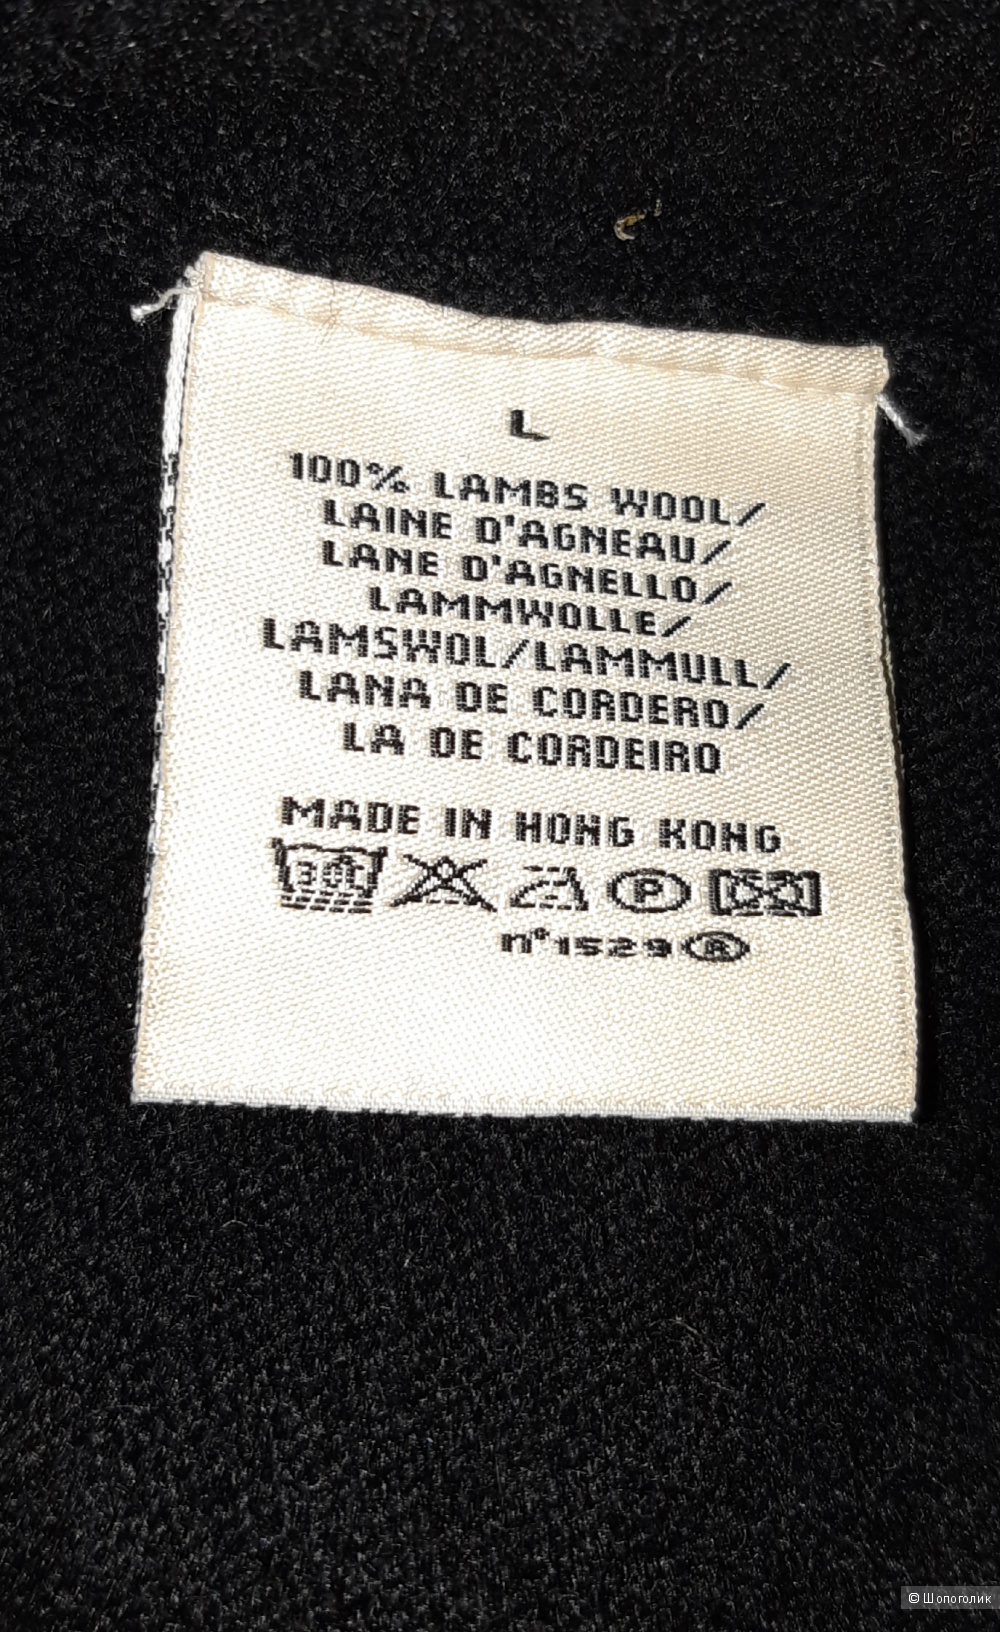 L
100% LAMBS WOOL/
LAINE D'AGNEAU/
LANE D'AGNELLO/
LAMMWOLLE/
LAMSWOL/LAMMULL/
LANA DE CORDERO/
LA DE CORDEIRO
MADE IN HONG KONG
30° P
n°1529®
© Шопоголик